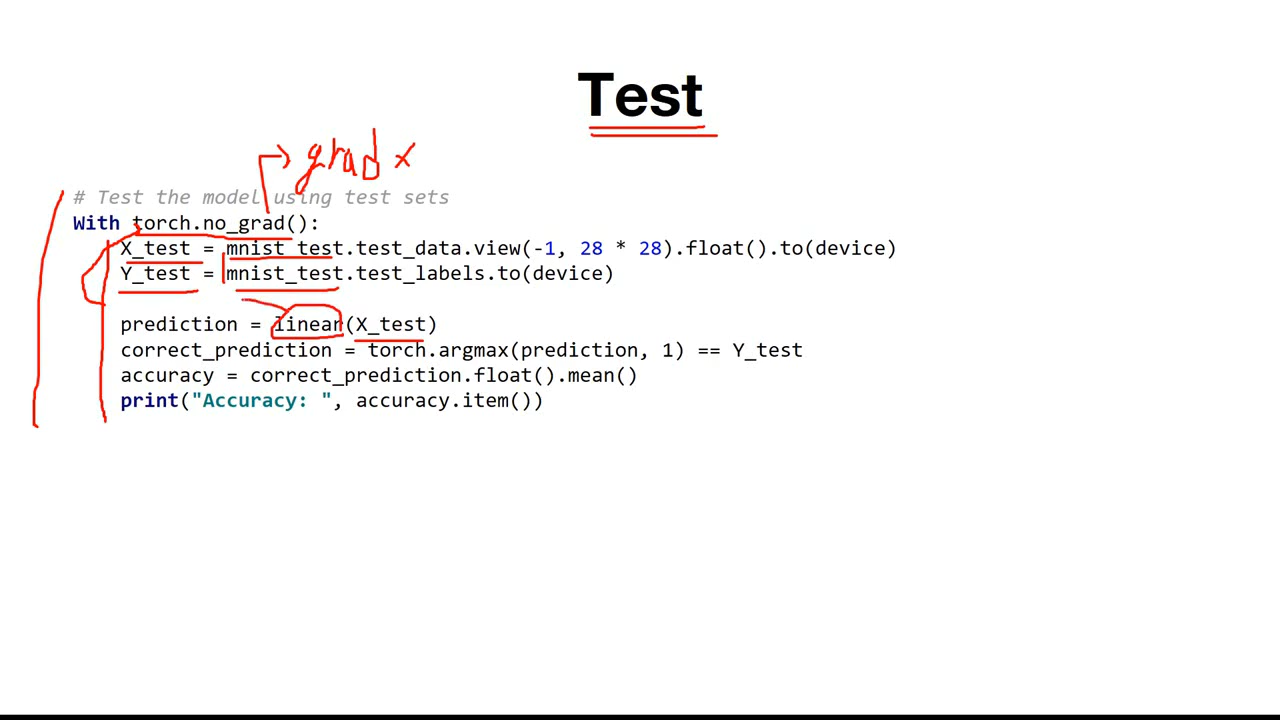 Test
grad x
# Test the model using test sets
With torch.no_grad():
X_test = mnist_test.test_data.view(-1, 28 * 28).float().to(device)
Y_test = mnist_test.test_labels.to(device)
prediction = linear(X_test)
correct_prediction = torch.argmax(prediction, 1) == Y_test
accuracy = correct_prediction.float().mean()
print("Accuracy: ", accuracy.item())